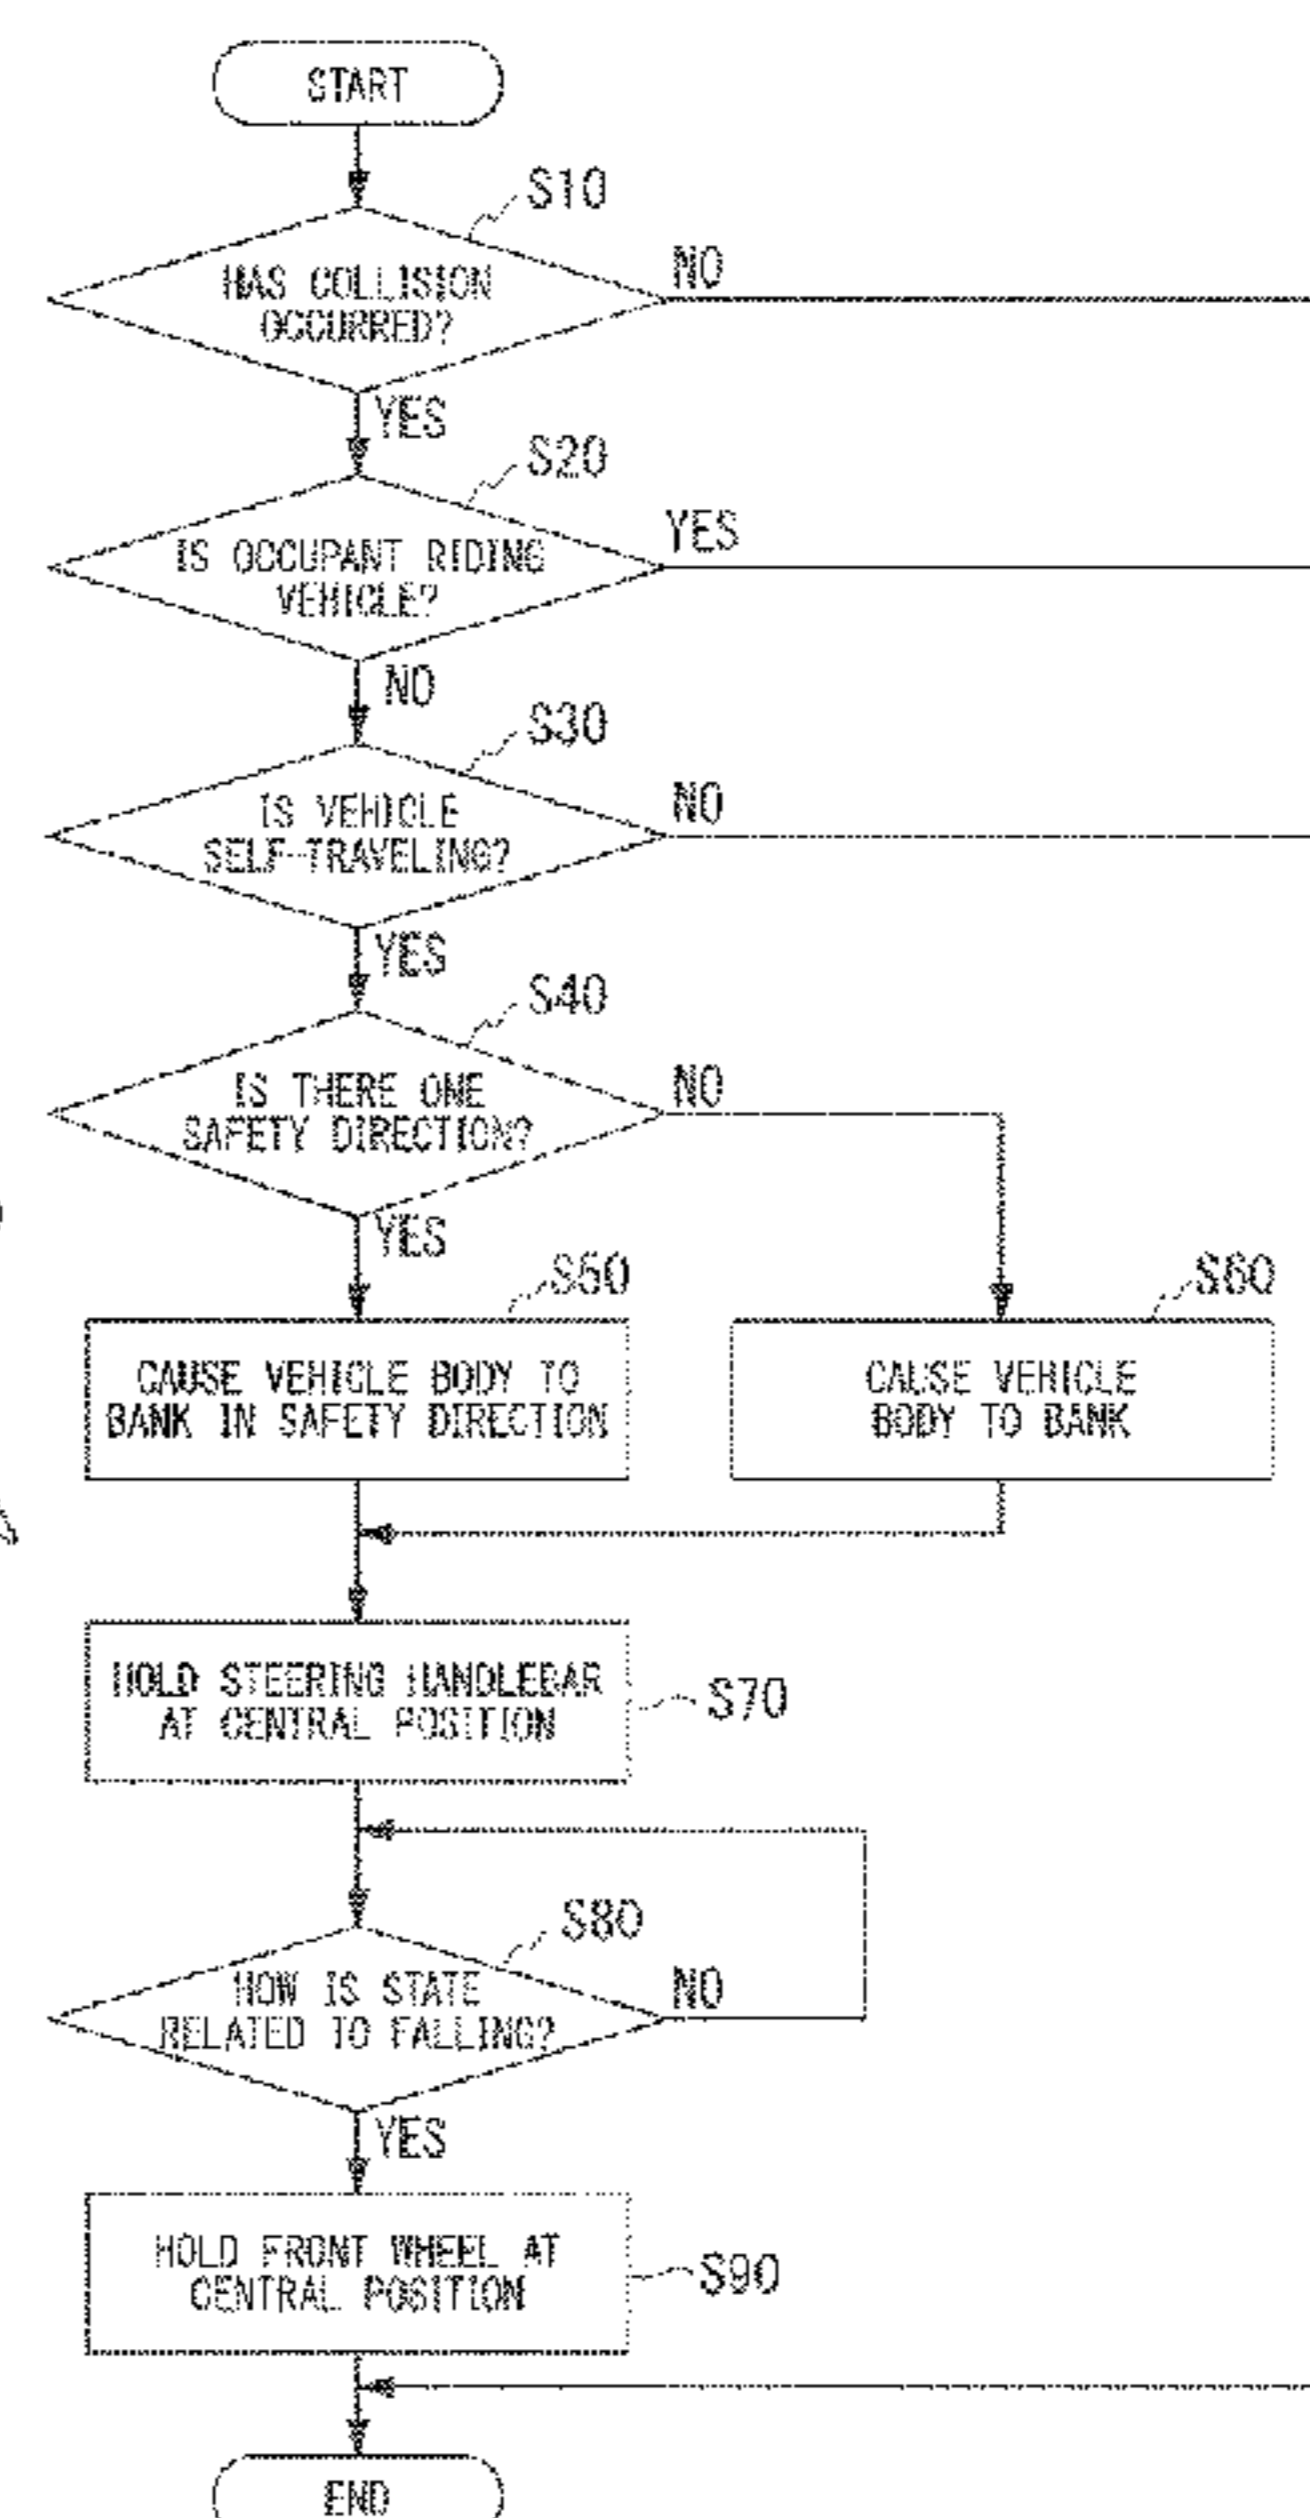 START
S10
HAS COLLISION
OCCURRED?
NO
YES
S20
IS OCCUPANT RIDING
VEHICLE?
YES
NO
S30
IS VEHICLE
SELF-TRAVELING?
NO
YES
S40
IS THERE ONE
SAFETY DIRECTION?
NO
YES
S50
CAUSE VEHICLE BODY TO
BANK IN SAFETY DIRECTION
S60
CAUSE VEHICLE
BODY TO BANK
HOLD STEERING HANDLEBAR
AT CENTRAL POSITION
S70
S80
HOW IS STATE
RELATED TO FALLING?
NO
YES
HOLD FRONT WHEEL AT
CENTRAL POSITION
S90
END